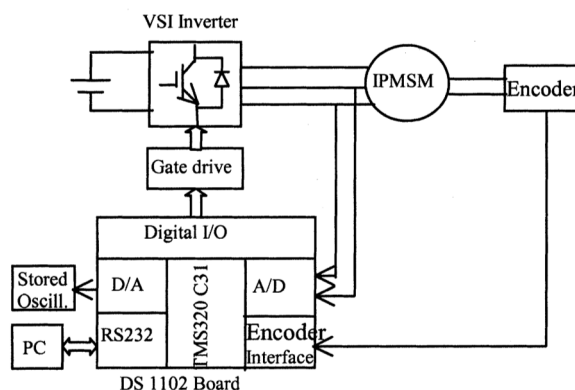 VSI Inverter
IPMSM
Encoder
Gate drive
Digital I/O
Stored
Oscill.
D/A
TMS320 C31
A/D
PC
RS232
Encoder
Interface
DS 1102 Board